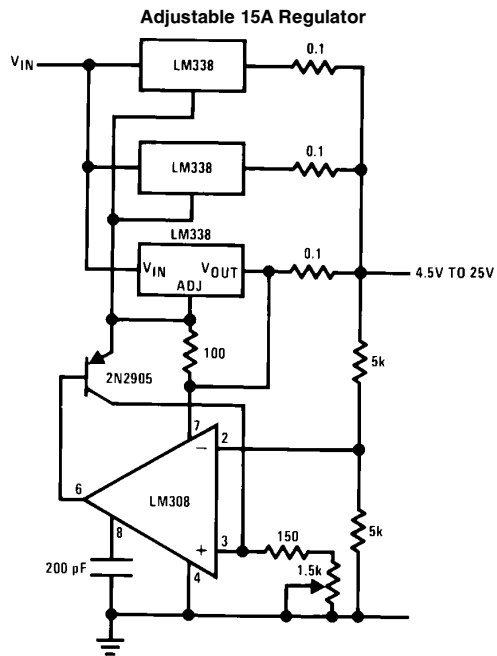 Adjustable 15A Regulator
VIN
LM338
0.1
LM338
0.1
LM338
VIN
VOUT
ADJ
0.1
4.5V TO 25V
100
5k
2N2905
7
2
6
LM308
8
3
150
5k
200 pF
4
1.5k